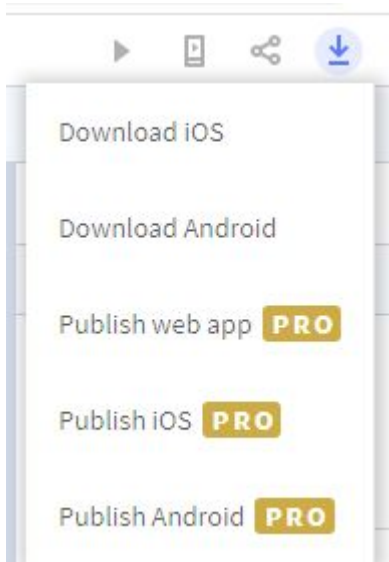 Download iOS
Download Android
Publish web app PRO
Publish iOS PRO
Publish Android PRO